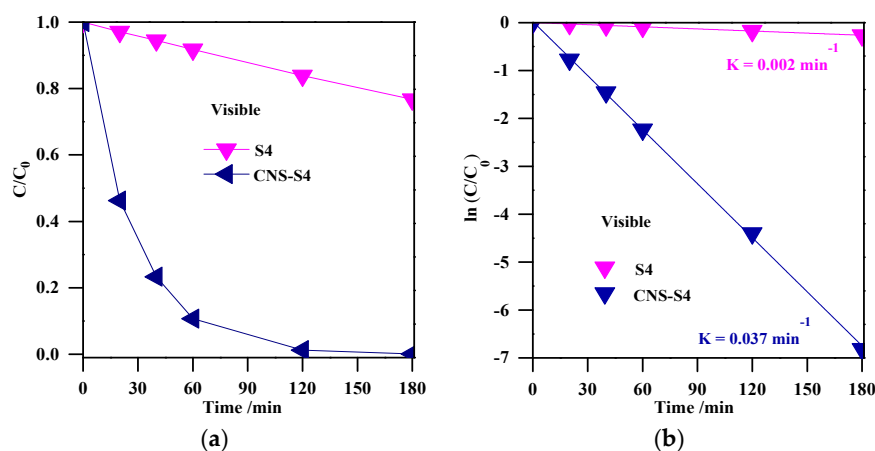 1.0
0.8
0.6
0.4
0.2
0.0
C/C0
Visible
S4
CNS-S4
0 30 60 90 120 150 180
Time /min
(a)
0
-1
-2
-3
-4
-5
-6
-7
ln (C/C0)
K = 0.002 min-1
Visible
S4
CNS-S4
K = 0.037 min-1
0 30 60 90 120 150 180
Time /min
(b)